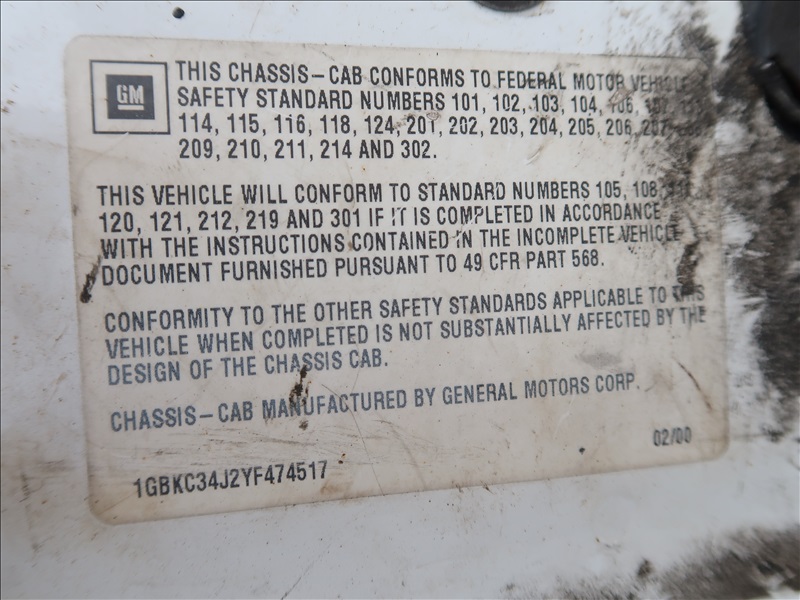 GM
THIS CHASSIS-CAB CONFORMS TO FEDERAL MOTOR VEHICLE
SAFETY STANDARD NUMBERS 101, 102, 103, 104, 106,
114, 115, 116, 118, 124, 201, 202, 203, 204, 205, 206, 207,
209, 210, 211, 214 AND 302.
THIS VEHICLE WILL CONFORM TO STANDARD NUMBERS 105, 108,
120, 121, 212, 219 AND 301 IF IT IS COMPLETED IN ACCORDANCE
WITH THE INSTRUCTIONS CONTAINED IN THE INCOMPLETE VEHICLE
DOCUMENT FURNISHED PURSUANT TO 49 CFR PART 568.
CONFORMITY TO THE OTHER SAFETY STANDARDS APPLICABLE TO THIS
VEHICLE WHEN COMPLETED IS NOT SUBSTANTIALLY AFFECTED BY THE
DESIGN OF THE CHASSIS CAB.
CHASSIS-CAB MANUFACTURED BY GENERAL MOTORS CORP.
02/00
1GBKC34J2YF474517